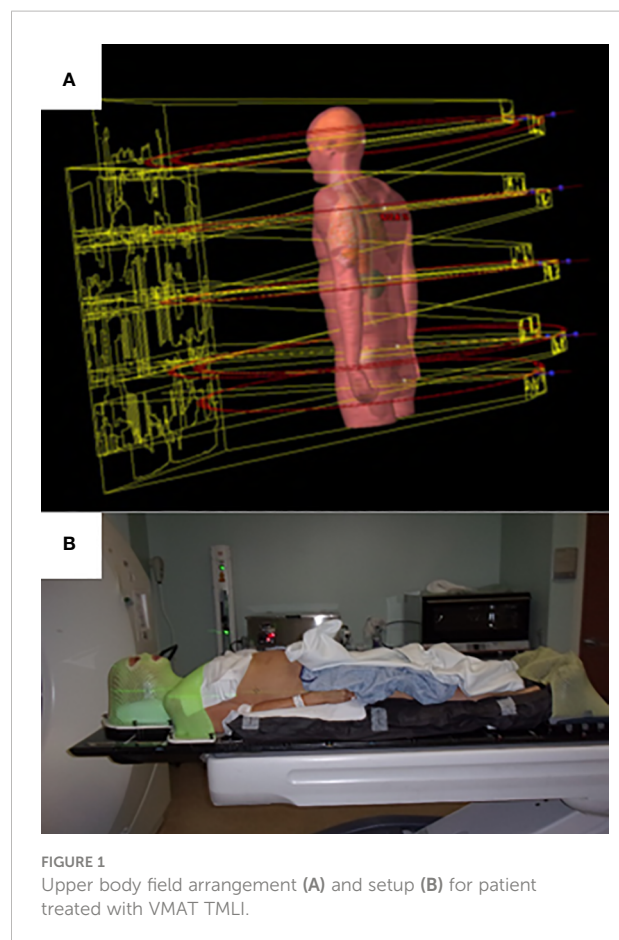 A
B
FIGURE 1
Upper body field arrangement (A) and setup (B) for patient
treated with VMAT TMLI.